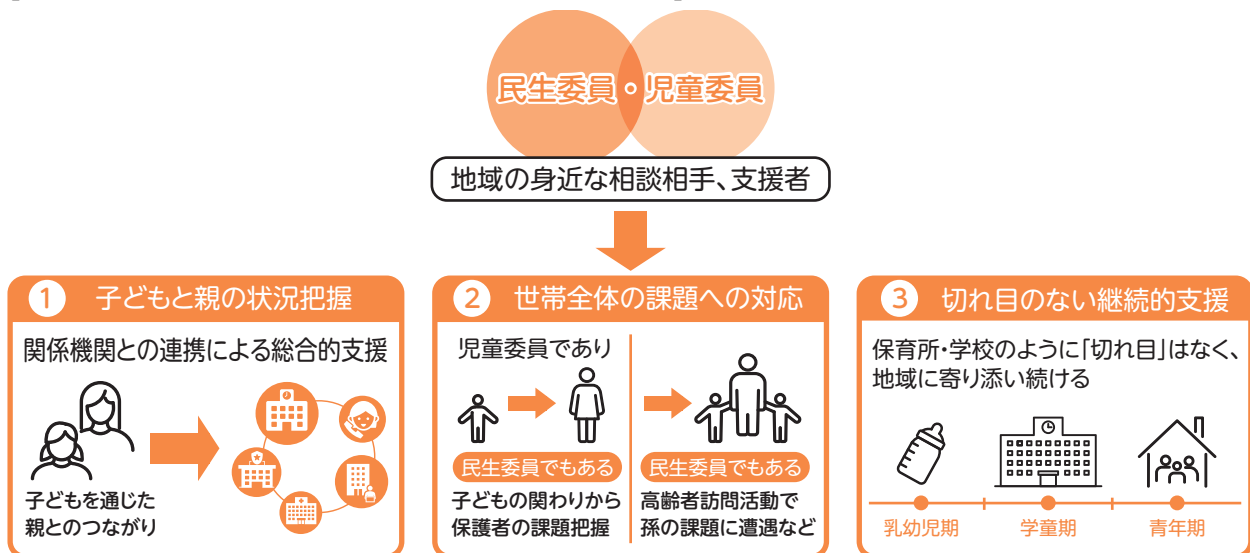 民生委員・児童委員
地域の身近な相談相手、支援者
1 子どもと親の状況把握
関係機関との連携による総合的支援
子どもを通じた
親とのつながり
2 世帯全体の課題への対応
児童委員であり
民生委員でもある
子どもの関わりから
保護者の課題把握
民生委員でもある
高齢者訪問活動で
孫の課題に遭遇など
3 切れ目のない継続的支援
保育所・学校のように「切れ目」はなく、
地域に寄り添い続ける
乳幼児期
学童期
青年期